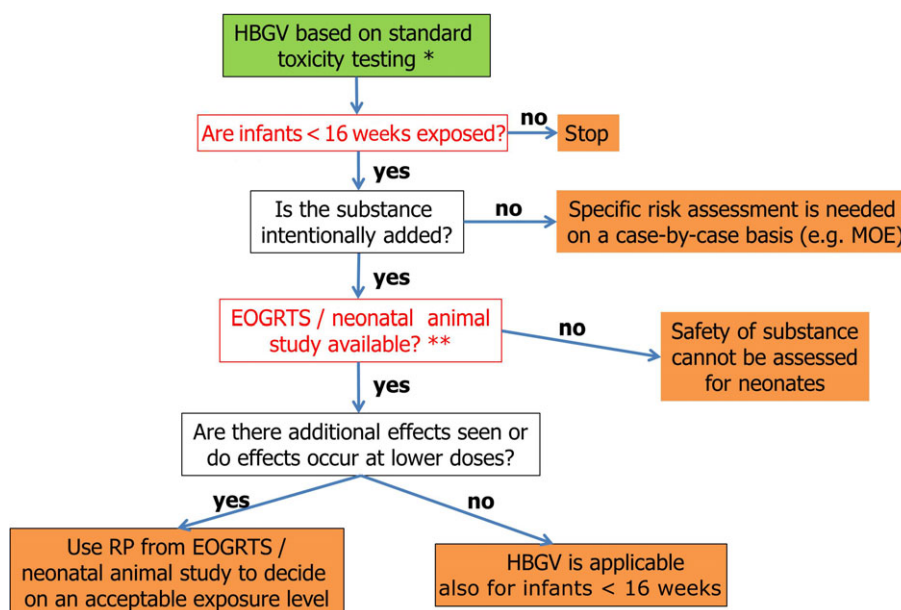 HBGV based on standard
toxicity testing *
Are infants < 16 weeks exposed?
no
Stop
yes
Is the substance
intentionally added?
no
Specific risk assessment is needed
on a case-by-case basis (e.g. MOE)
yes
EOGRTS / neonatal animal
study available? **
no
Safety of substance
cannot be assessed
for neonates
yes
Are there additional effects seen or
do effects occur at lower doses?
yes
no
Use RP from EOGRTS /
neonatal animal study to decide
on an acceptable exposure level
HBGV is applicable
also for infants < 16 weeks